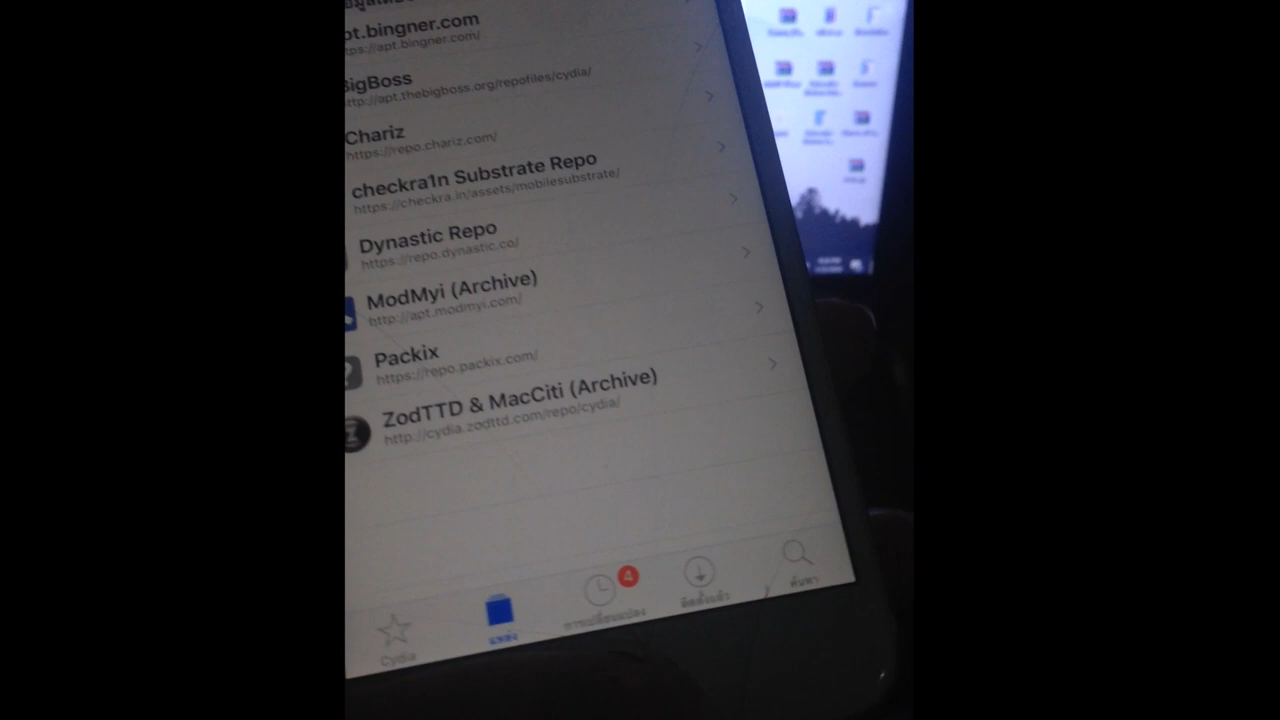 pt.bingner.com
tps://apt.bingner.com/
BigBoss
ttp://apt.thebigboss.org/repofiles/cydia/
Chariz
https://repo.chariz.com/
checkra1n Substrate Repo
https://checkra.in/assets/mobilesubstrate/
Dynastic Repo
https://repo.dynastic.co/
ModMyi (Archive)
http://apt.modmyi.com/
Packix
https://repo.packix.com/
ZodTTD & MacCiti (Archive)
http://cydia.zodttd.com/repo/cydia/
4
Cydia
แหล่ง
การเปลี่ยนแปลง
ติดตั้งแล้ว
ค้นหา